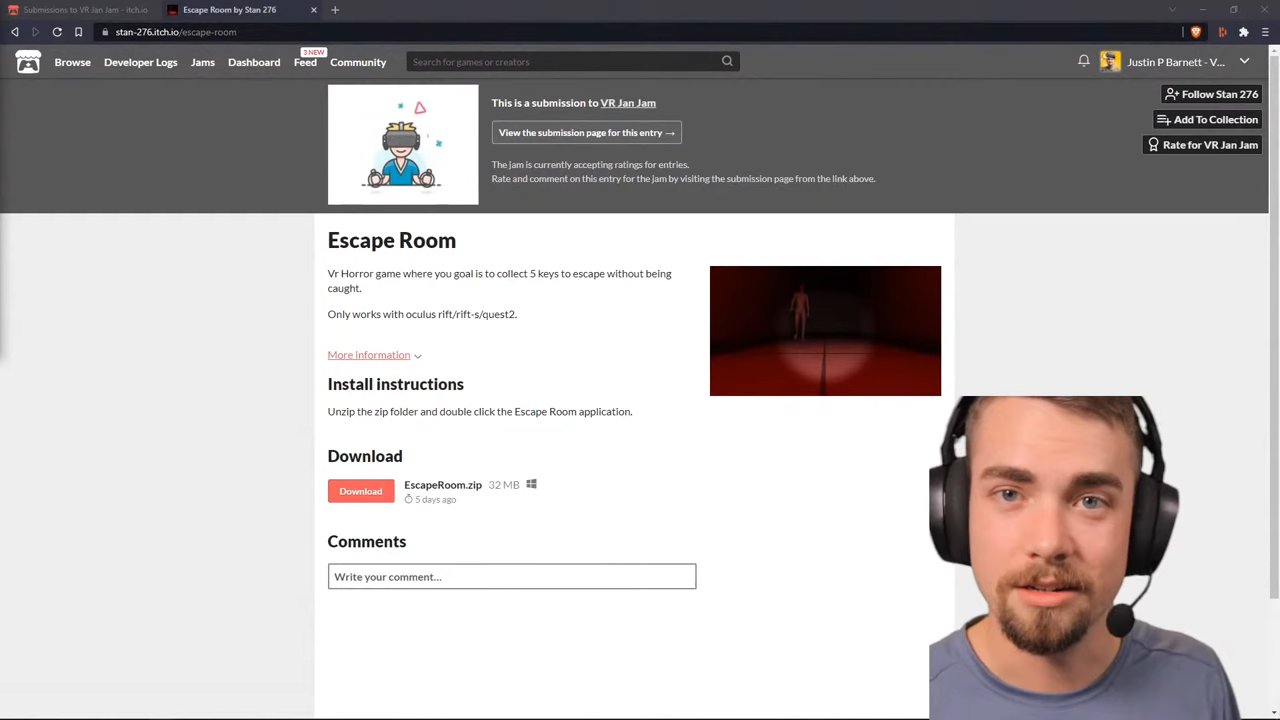 Submissions to VR Jan Jam - itch.io
Escape Room by Stan 276
stan-276.itch.io/escape-room
Browse
Developer Logs
Jams
Dashboard
3 NEW
Feed
Community
Search for games or creators
Justin P Barnett - V...
This is a submission to VR Jan Jam
View the submission page for this entry →
The jam is currently accepting ratings for entries.
Rate and comment on this entry for the jam by visiting the submission page from the link above.
Follow Stan 276
Add To Collection
Rate for VR Jan Jam
Escape Room
Vr Horror game where you goal is to collect 5 keys to escape without being
caught.
Only works with oculus rift/rift-s/quest2.
More information
Install instructions
Unzip the zip folder and double click the Escape Room application.
Download
Download
EscapeRoom.zip 32 MB
5 days ago
Comments
Write your comment...